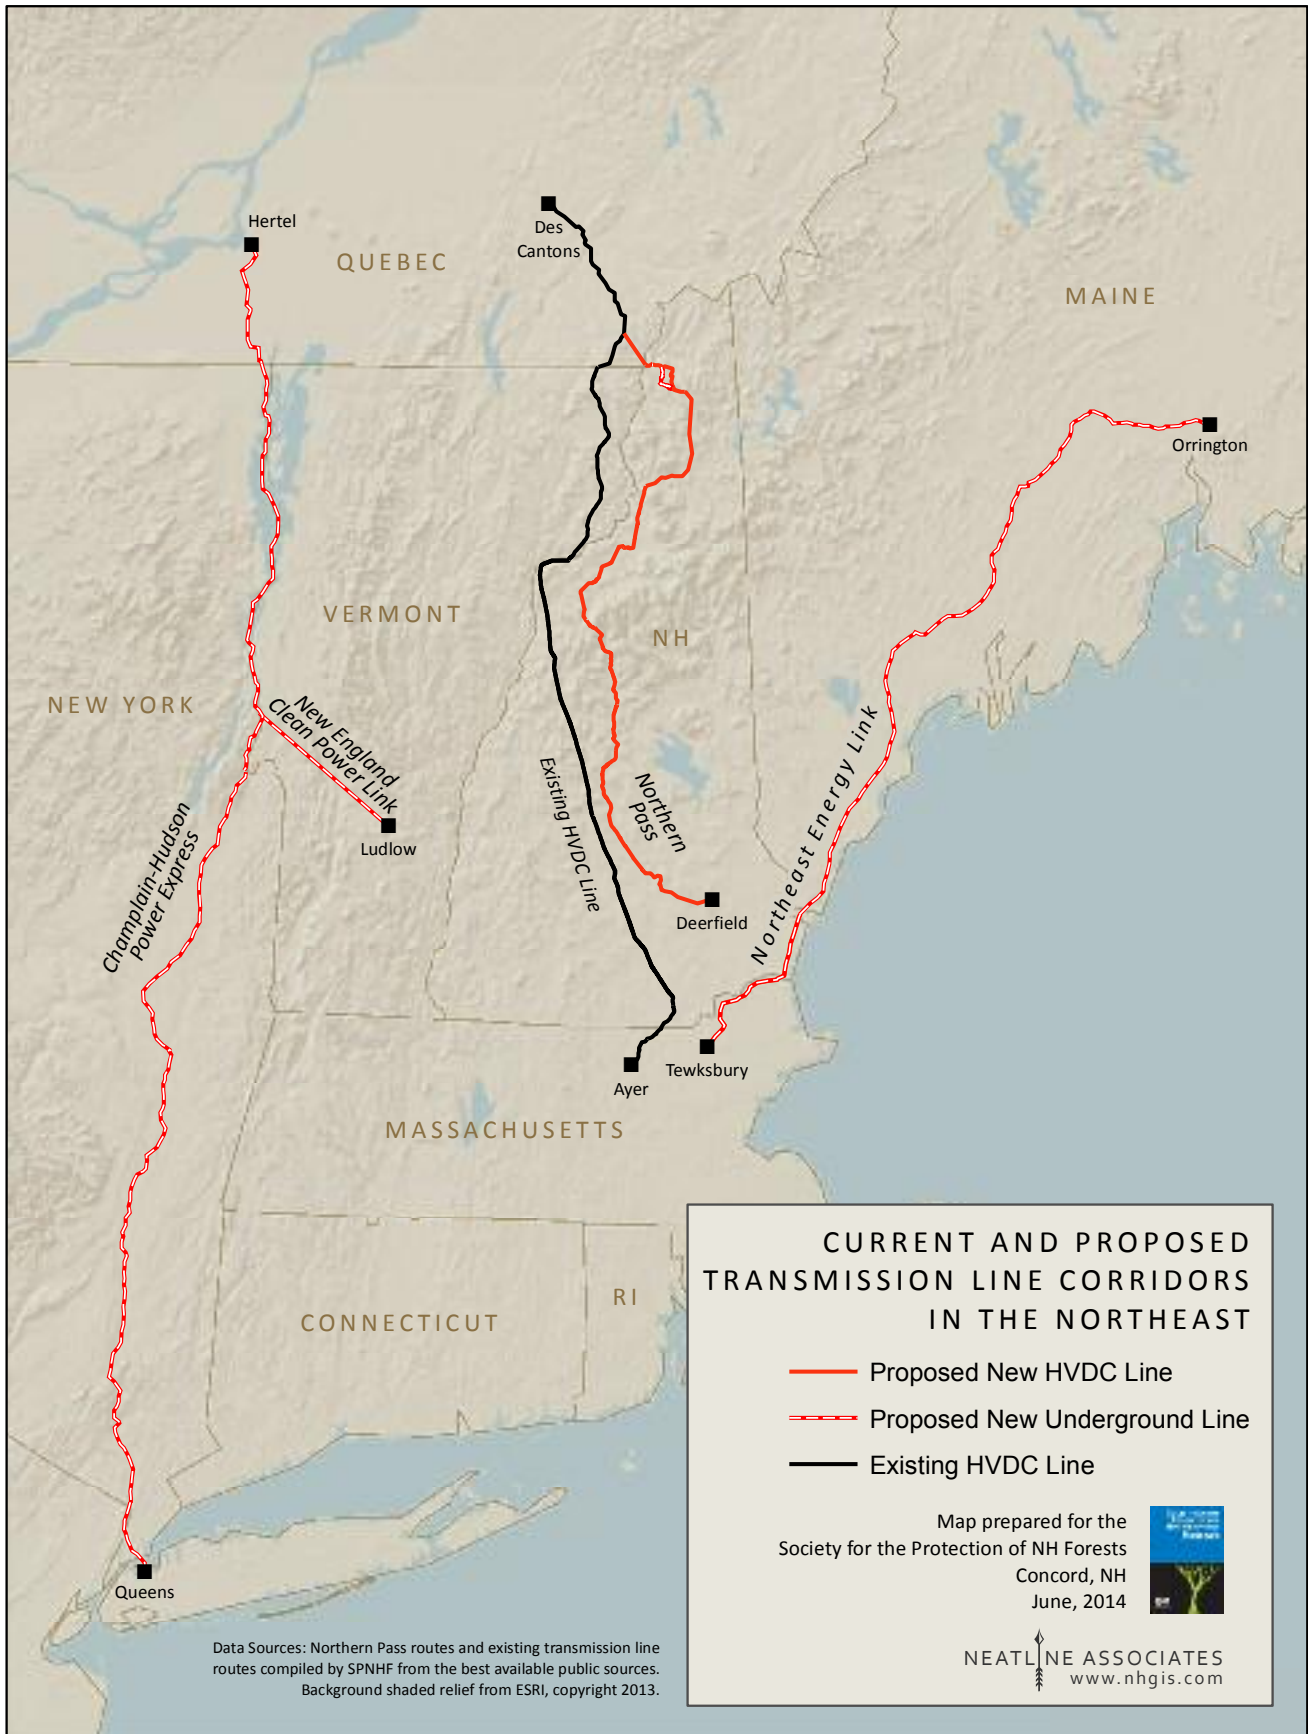 Hertel
Des
Cantons
QUEBEC
MAINE
Orrington
VERMONT
NH
NEW YORK
New England
Clean Power Link
Ludlow
Champlain-Hudson
Power Express
Existing HVDC Line
Northern
Pass
Northeast Energy Link
Deerfield
Tewksbury
Ayer
MASSACHUSETTS
CONNECTICUT
RI
Queens
CURRENT AND PROPOSED
TRANSMISSION LINE CORRIDORS
IN THE NORTHEAST
Proposed New HVDC Line
Proposed New Underground Line
Existing HVDC Line
Map prepared for the
Society for the Protection of NH Forests
Concord, NH
June, 2014
NEATLINE ASSOCIATES
www.nhgis.com
Data Sources: Northern Pass routes and existing transmission line
routes compiled by SPNHF from the best available public sources.
Background shaded relief from ESRI, copyright 2013.